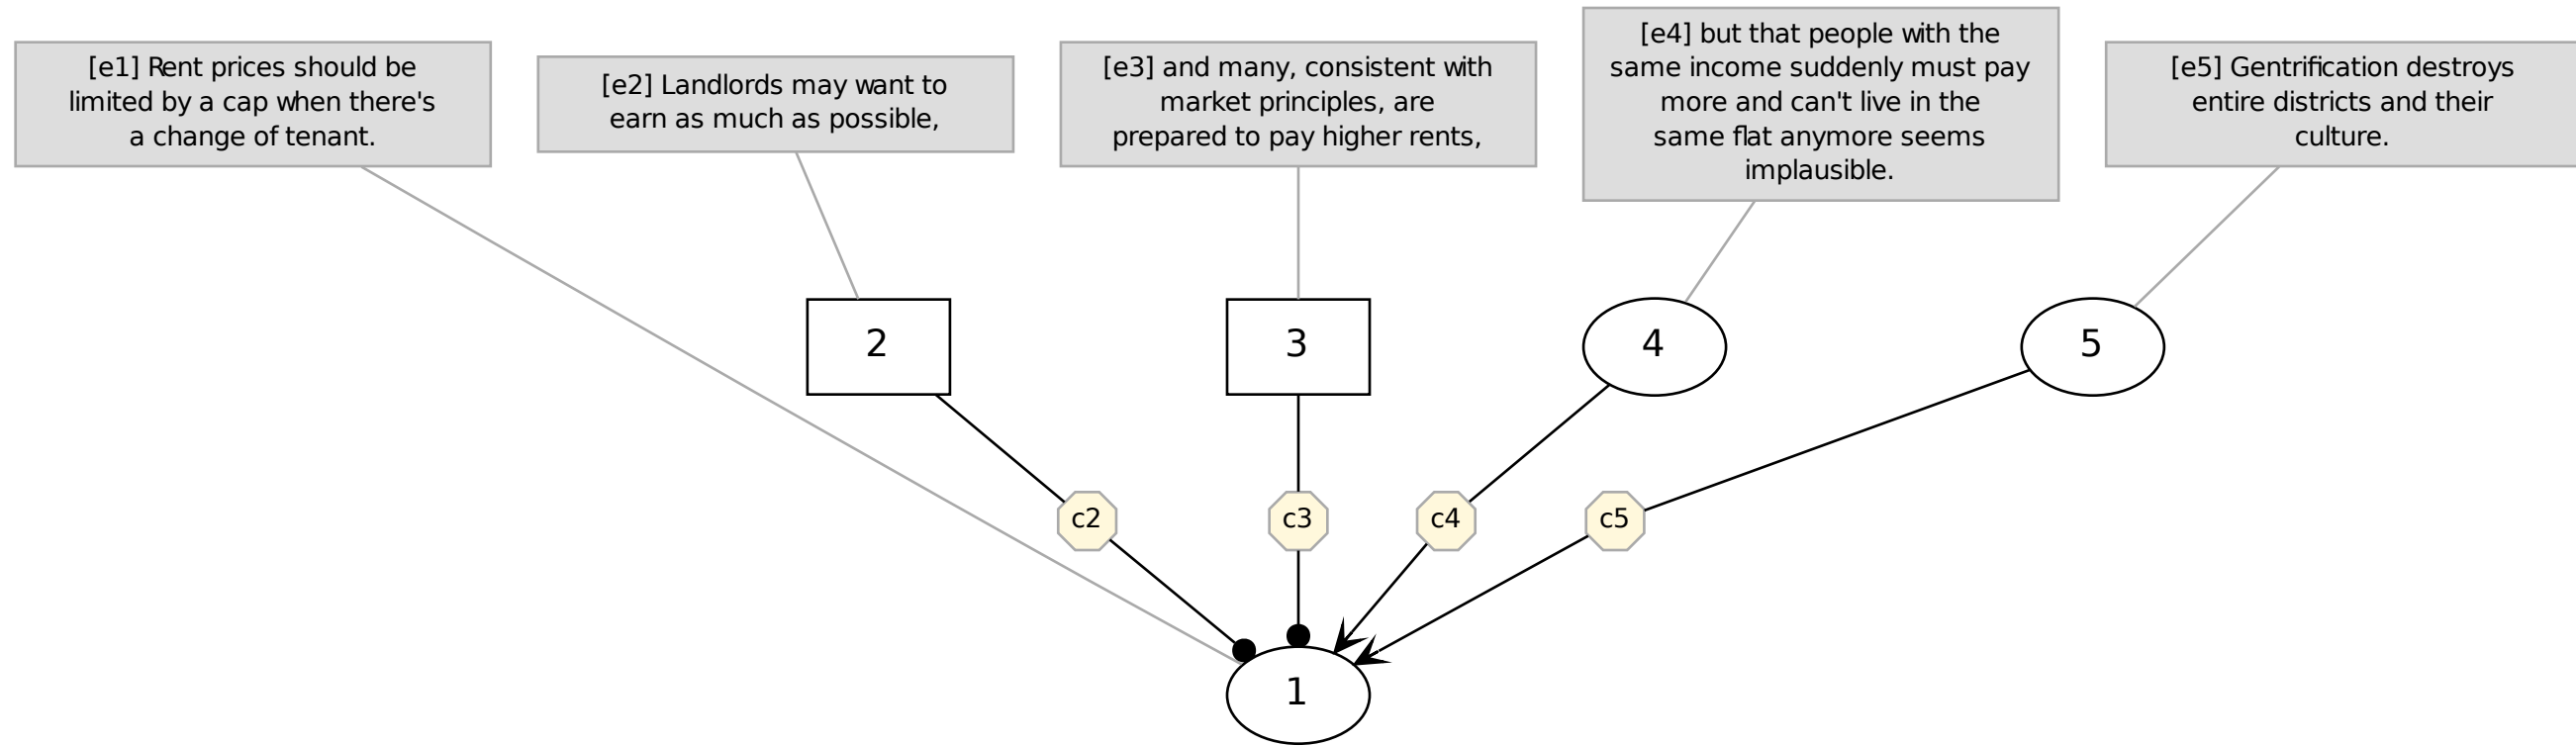 [e1] Rent prices should be
limited by a cap when there's
a change of tenant.
[e2] Landlords may want to
earn as much as possible,
[e3] and many, consistent with
market principles, are
prepared to pay higher rents,
[e4] but that people with the
same income suddenly must pay
more and can't live in the
same flat anymore seems
implausible.
[e5] Gentrification destroys
entire districts and their
culture.
2
3
4
5
c2
c3
c4
c5
1